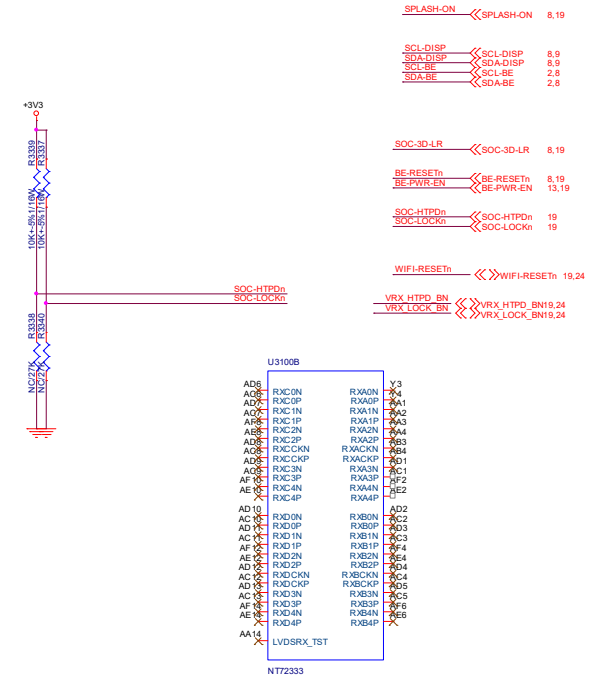 SPLASH-ON SPLASH-ON 8,19
SCL-DISP SCL-DISP 8,9
SDA-DISP SDA-DISP 8,9
SCL-BE SCL-BE 2,8
SDA-BE SDA-BE 2,8
+3V3
R3339 R3337
10K+-5%1/16W 10K+-5%1/16W
SOC-3D-LR SOC-3D-LR 8,19
BE-RESETn BE-RESETn 8,19
BE-PWR-EN BE-PWR-EN 13,19
SOC-HTPDn SOC-HTPDn 19
SOC-LOCKn SOC-LOCKn 19
WIFI-RESETn WIFI-RESETn 19,24
SOC-HTPDn
SOC-LOCKn
VRX_HTPD_BN VRX_HTPD_BN19,24
VRX_LOCK_BN VRX_LOCK_BN19,24
R3338 R3340
NC/27K NC/27K
U3100B
AD6 RXC0N RXA0N Y3
AC6 RXC0P RXA0P Y4
AD7 RXC1N RXA1N AA1
AC7 RXC1P RXA1P AA2
AF8 RXC2N RXA2N AA3
AE8 RXC2P RXA2P AA4
AD8 RXCCKN RXACKN AB3
AC8 RXCCKP RXACKP AB4
AD9 RXC3N RXA3N AD1
AC9 RXC3P RXA3P AC1
AF10 RXC4N RXA4N AF2
AE10 RXC4P RXA4P AE2
AD10 RXD0N RXB0N AD2
AC10 RXD0P RXB0P AC2
AD11 RXD1N RXB1N AD3
AC11 RXD1P RXB1P AC3
AF12 RXD2N RXB2N AF4
AE12 RXD2P RXB2P AE4
AD12 RXDCKN RXBCKN AD4
AC12 RXDCKP RXBCKP AC4
AD13 RXD3N RXB3N AD5
AC13 RXD3P RXB3P AC5
AF14 RXD4N RXB4N AF6
AE14 RXD4P RXB4P AE6
AA14 LVDSRX_TST
NT72333